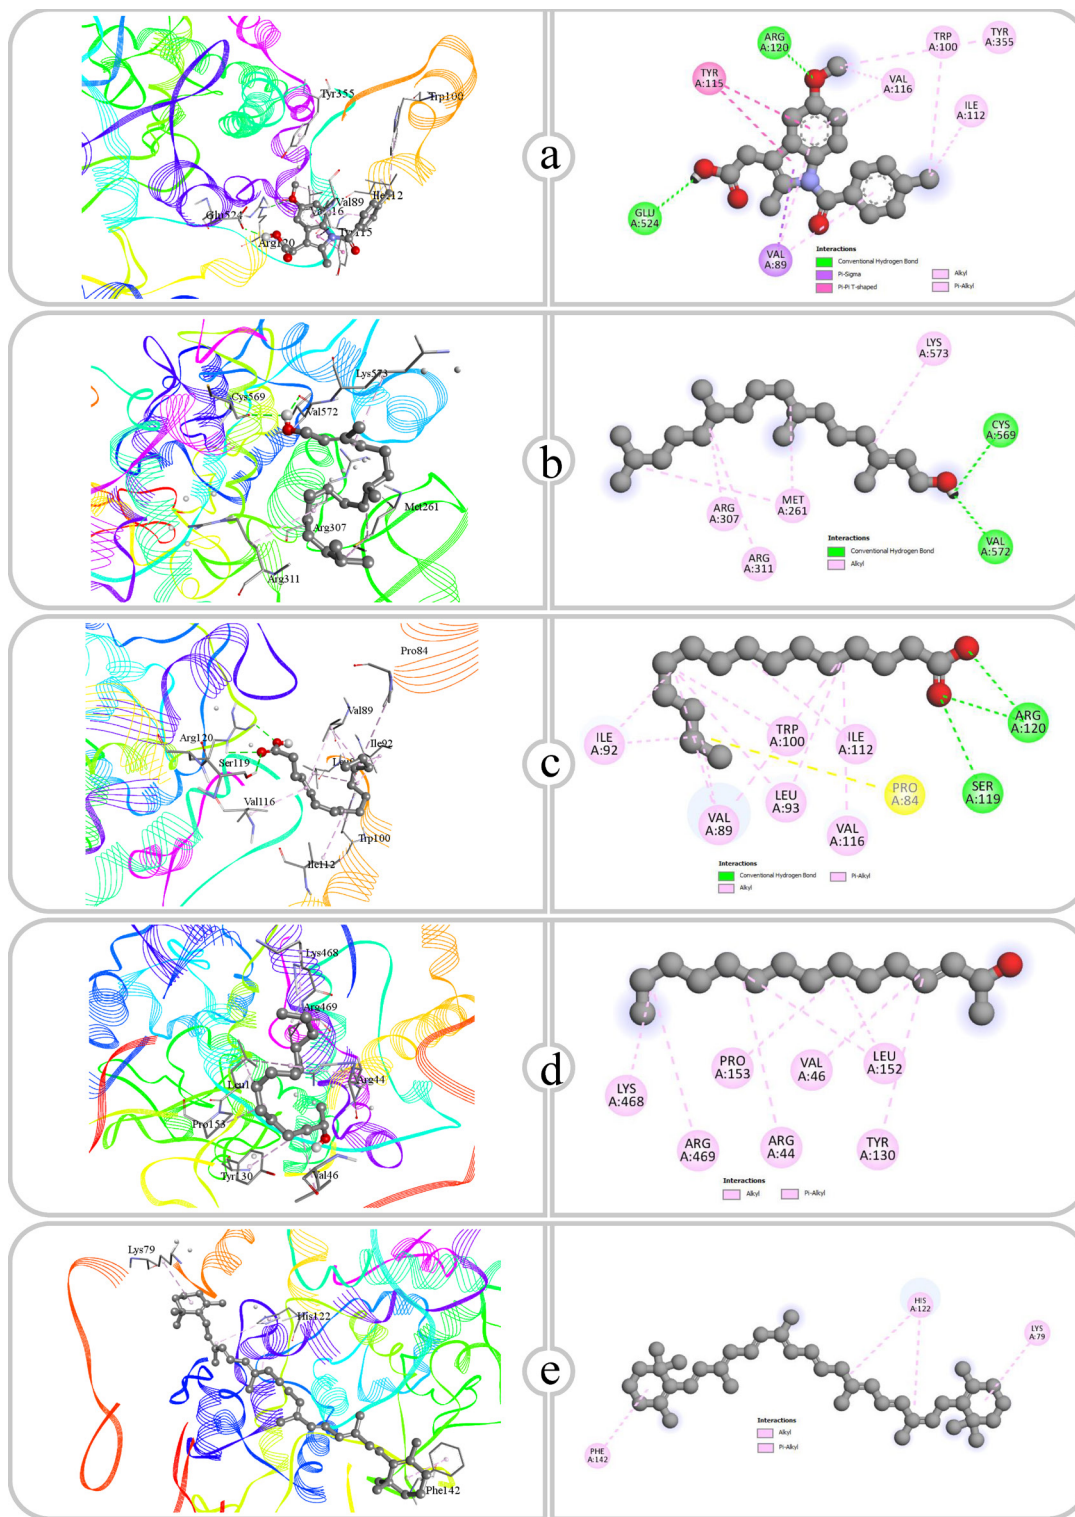 Tyr355
Trp100
Val89
Ile112
Glu524
Tyr115
Arg120
a
ARG
A:120
TRP
A:100
TYR
A:355
TYR
A:115
VAL
A:116
ILE
A:112
GLU
A:524
VAL
A:89
Interactions
Conventional Hydrogen Bond
Pi-Sigma
Pi-Pi T-shaped
Alkyl
Pi-Alkyl
Lys573
Cys569
Val572
Met261
Arg307
Arg311
b
LYS
A:573
CYS
A:569
MET
A:261
ARG
A:307
VAL
A:572
ARG
A:311
Interactions
Conventional Hydrogen Bond
Alkyl
Pro84
Val89
Arg120
Ile92
Ser119
Val116
Trp100
Ile112
c
ILE
A:92
TRP
A:100
ILE
A:112
ARG
A:120
PRO
A:84
SER
A:119
LEU
A:93
VAL
A:89
VAL
A:116
Interactions
Conventional Hydrogen Bond
Alkyl
Pi-Alkyl
Lys468
Arg469
Arg44
Pro153
Tyr130
Val46
d
PRO
A:153
VAL
A:46
LEU
A:152
LYS
A:468
ARG
A:469
ARG
A:44
TYR
A:130
Interactions
Alkyl
Pi-Alkyl
Lys79
His122
Phe142
e
HIS
A:122
LYS
A:79
PHE
A:142
Interactions
Alkyl
Pi-Alkyl